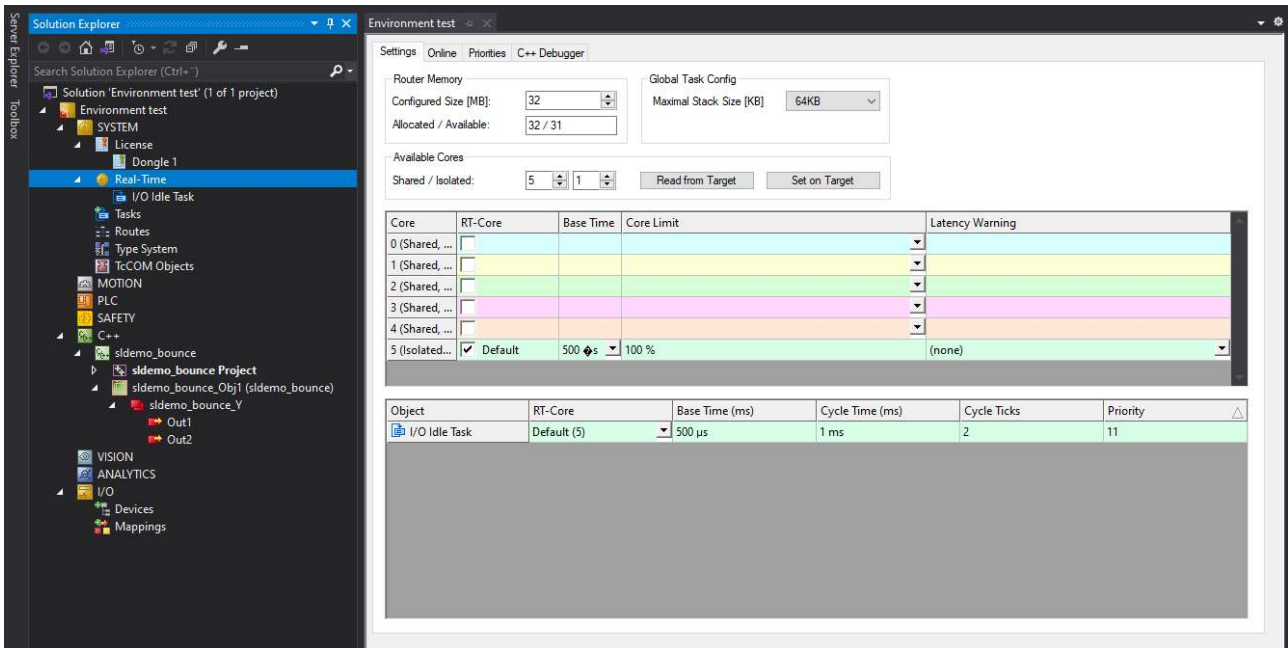 Server Explorer
Toolbox
Solution Explorer
Search Solution Explorer (Ctrl+¨)
Solution 'Environment test' (1 of 1 project)
Environment test
SYSTEM
License
Dongle 1
Real-Time
I/O Idle Task
Tasks
Routes
Type System
TcCOM Objects
MOTION
PLC
SAFETY
C++
sldemo_bounce
sldemo_bounce Project
sldemo_bounce_Obj1 (sldemo_bounce)
sldemo_bounce_Y
Out1
Out2
VISION
ANALYTICS
I/O
Devices
Mappings
Environment test
Settings Online Priorities C++ Debugger
Router Memory
Configured Size [MB]: 32
Allocated / Available: 32 / 31
Global Task Config
Maximal Stack Size [KB] 64KB
Available Cores
Shared / Isolated: 5 1 Read from Target Set on Target
Core RT-Core Base Time Core Limit Latency Warning
0 (Shared, ...
1 (Shared, ...
2 (Shared, ...
3 (Shared, ...
4 (Shared, ...
5 (Isolated... Default 500 �s 100 % (none)
Object RT-Core Base Time (ms) Cycle Time (ms) Cycle Ticks Priority
I/O Idle Task Default (5) 500 µs 1 ms 2 11